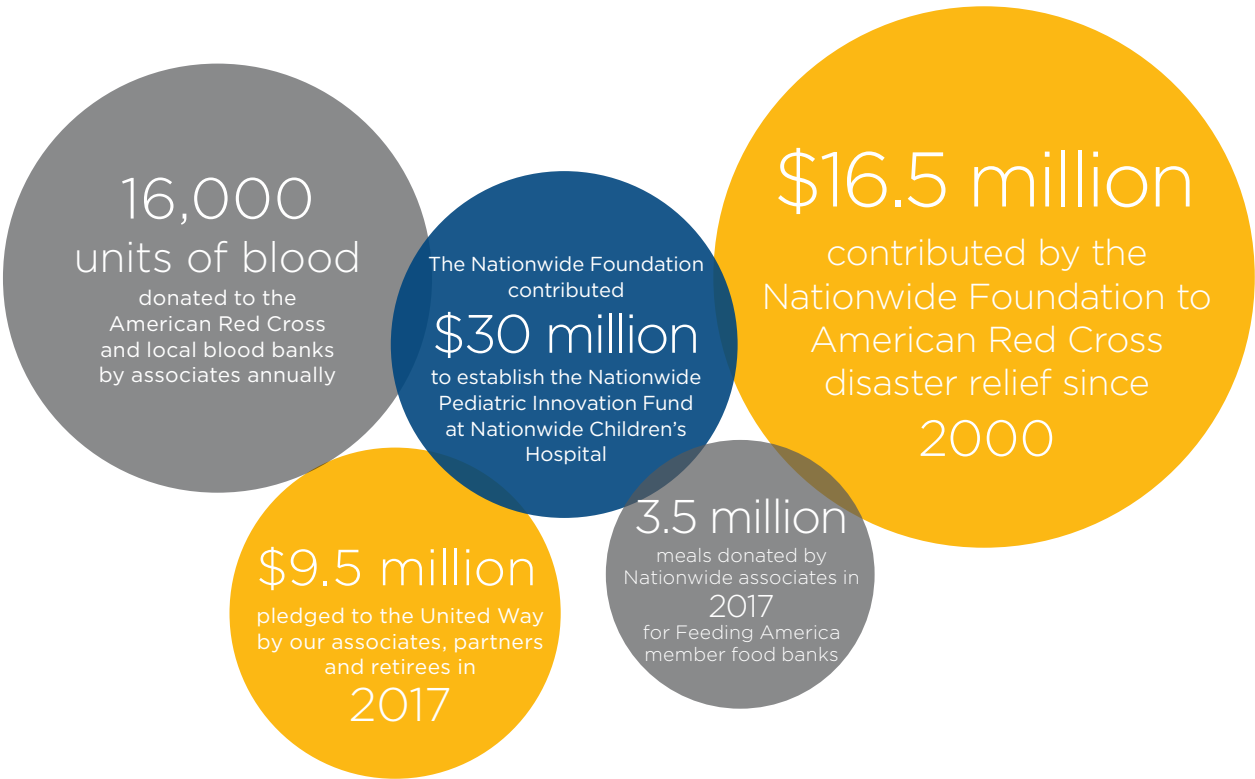 16,000
units of blood
donated to the
American Red Cross
and local blood banks
by associates annually
The Nationwide Foundation
contributed
$30 million
to establish the Nationwide
Pediatric Innovation Fund
at Nationwide Children's
Hospital
$16.5 million
contributed by the
Nationwide Foundation to
American Red Cross
disaster relief since
2000
$9.5 million
pledged to the United Way
by our associates, partners
and retirees in
2017
3.5 million
meals donated by
Nationwide associates in
2017
for Feeding America
member food banks